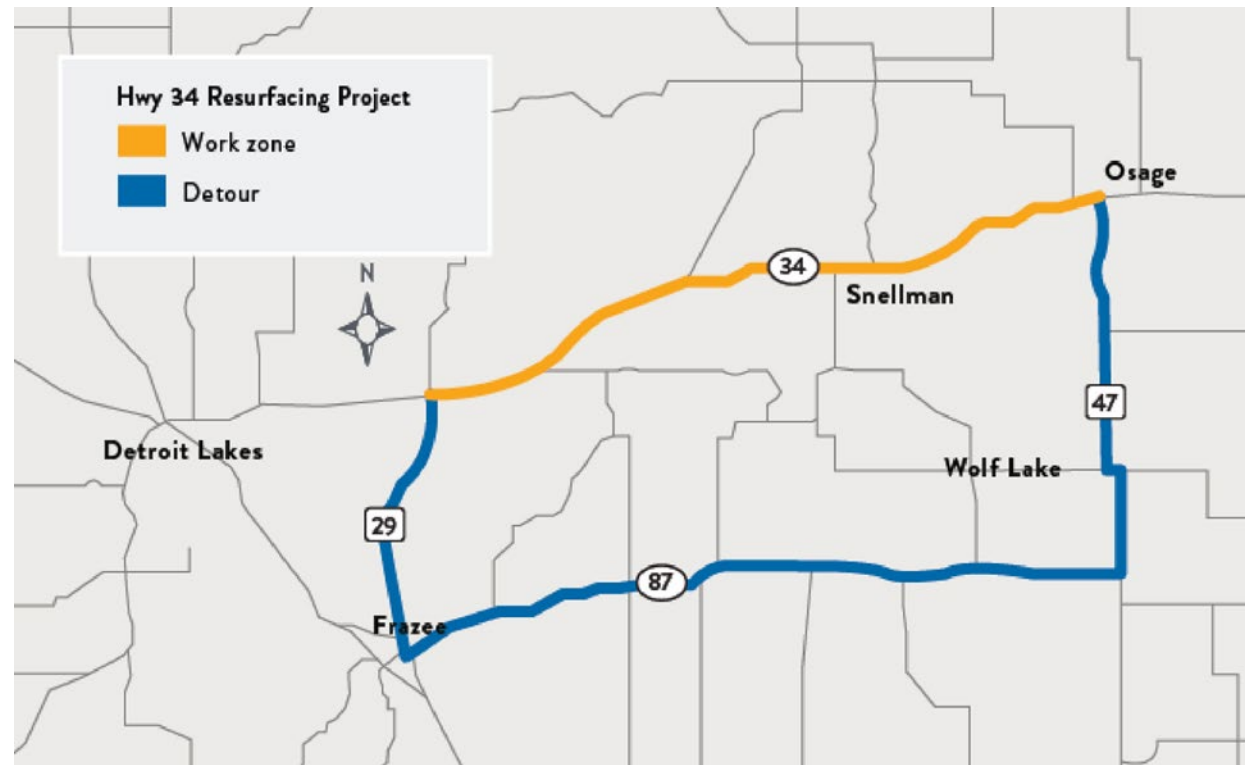 Hwy 34 Resurfacing Project
Work zone
Detour
Osage
N
34
Snellman
47
Detroit Lakes
Wolf Lake
29
87
Frazee